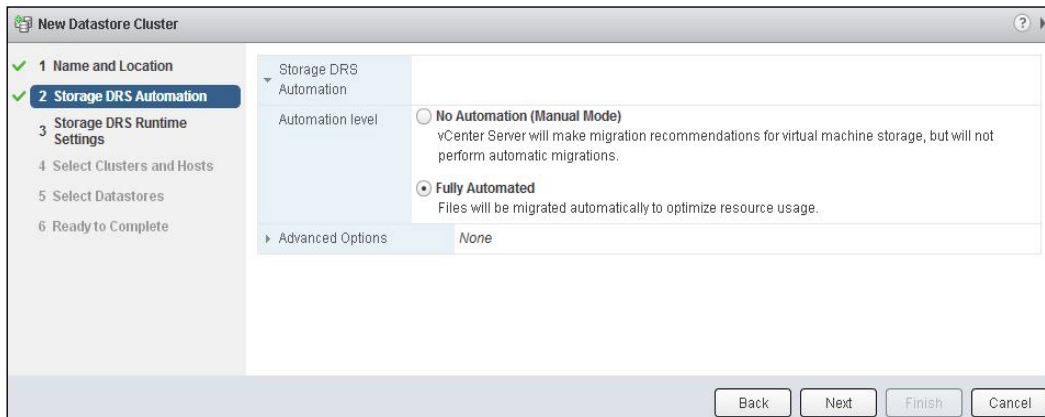 New Datastore Cluster
?
1 Name and Location
2 Storage DRS Automation
3 Storage DRS Runtime
Settings
4 Select Clusters and Hosts
5 Select Datastores
6 Ready to Complete
Storage DRS
Automation
Automation level
No Automation (Manual Mode)
vCenter Server will make migration recommendations for virtual machine storage, but will not
perform automatic migrations.
Fully Automated
Files will be migrated automatically to optimize resource usage.
Advanced Options None
Back Next Finish Cancel